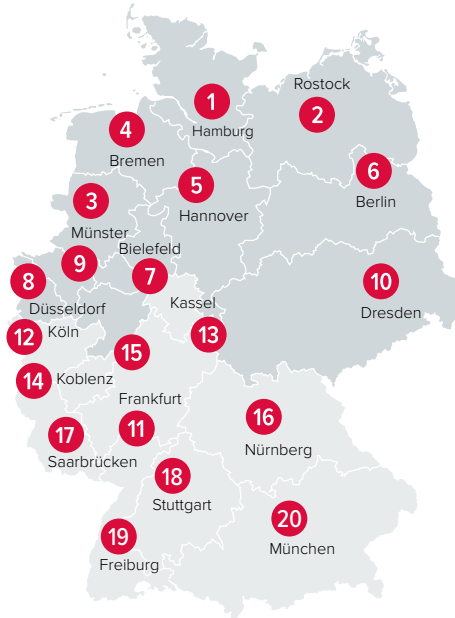 Rostock
1
2
Hamburg
4
Bremen
6
5
Berlin
3
Hannover
Münster
Bielefeld
9
7
8
10
Kassel
Düsseldorf
Dresden
12
Köln
13
15
14
Koblenz
Frankfurt
16
11
17
Nürnberg
Saarbrücken
18
Stuttgart
20
19
München
Freiburg